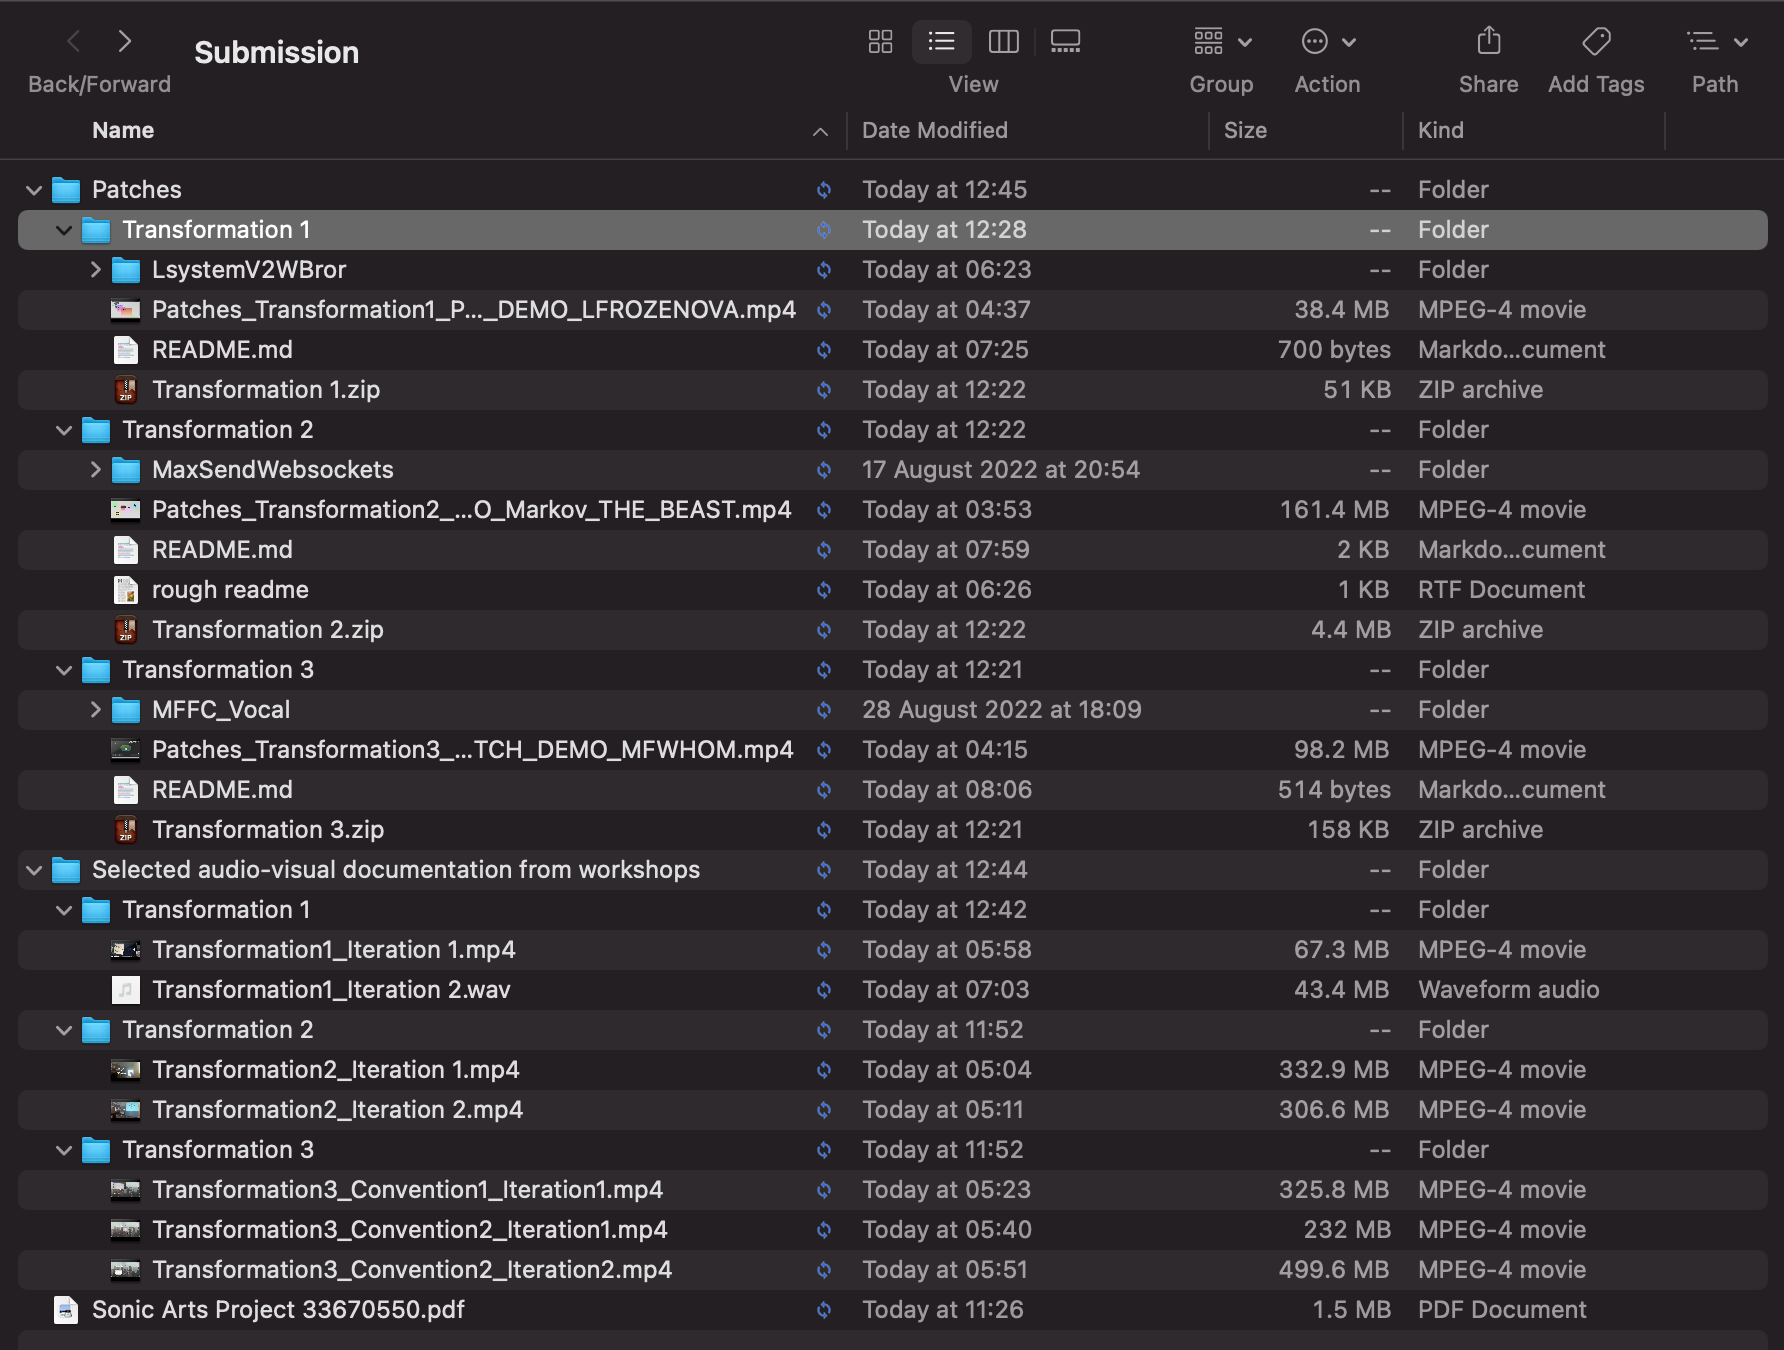 Submission
Back/Forward
View
Group
Action
Share
Add Tags
Path
Name Date Modified Size Kind
Patches Today at 12:45 -- Folder
Transformation 1 Today at 12:28 -- Folder
LsystemV2WBror Today at 06:23 -- Folder
Patches_Transformation1_P..._DEMO_LFROZENOVA.mp4 Today at 04:37 38.4 MB MPEG-4 movie
README.md Today at 07:25 700 bytes Markdo...cument
Transformation 1.zip Today at 12:22 51 KB ZIP archive
Transformation 2 Today at 12:22 -- Folder
MaxSendWebsockets 17 August 2022 at 20:54 -- Folder
Patches_Transformation2_...O_Markov_THE_BEAST.mp4 Today at 03:53 161.4 MB MPEG-4 movie
README.md Today at 07:59 2 KB Markdo...cument
rough readme Today at 06:26 1 KB RTF Document
Transformation 2.zip Today at 12:22 4.4 MB ZIP archive
Transformation 3 Today at 12:21 -- Folder
MFFC_Vocal 28 August 2022 at 18:09 -- Folder
Patches_Transformation3_...TCH_DEMO_MFWHOM.mp4 Today at 04:15 98.2 MB MPEG-4 movie
README.md Today at 08:06 514 bytes Markdo...cument
Transformation 3.zip Today at 12:21 158 KB ZIP archive
Selected audio-visual documentation from workshops Today at 12:44 -- Folder
Transformation 1 Today at 12:42 -- Folder
Transformation1_Iteration 1.mp4 Today at 05:58 67.3 MB MPEG-4 movie
Transformation1_Iteration 2.wav Today at 07:03 43.4 MB Waveform audio
Transformation 2 Today at 11:52 -- Folder
Transformation2_Iteration 1.mp4 Today at 05:04 332.9 MB MPEG-4 movie
Transformation2_Iteration 2.mp4 Today at 05:11 306.6 MB MPEG-4 movie
Transformation 3 Today at 11:52 -- Folder
Transformation3_Convention1_Iteration1.mp4 Today at 05:23 325.8 MB MPEG-4 movie
Transformation3_Convention2_Iteration1.mp4 Today at 05:40 232 MB MPEG-4 movie
Transformation3_Convention2_Iteration2.mp4 Today at 05:51 499.6 MB MPEG-4 movie
Sonic Arts Project 33670550.pdf Today at 11:26 1.5 MB PDF Document